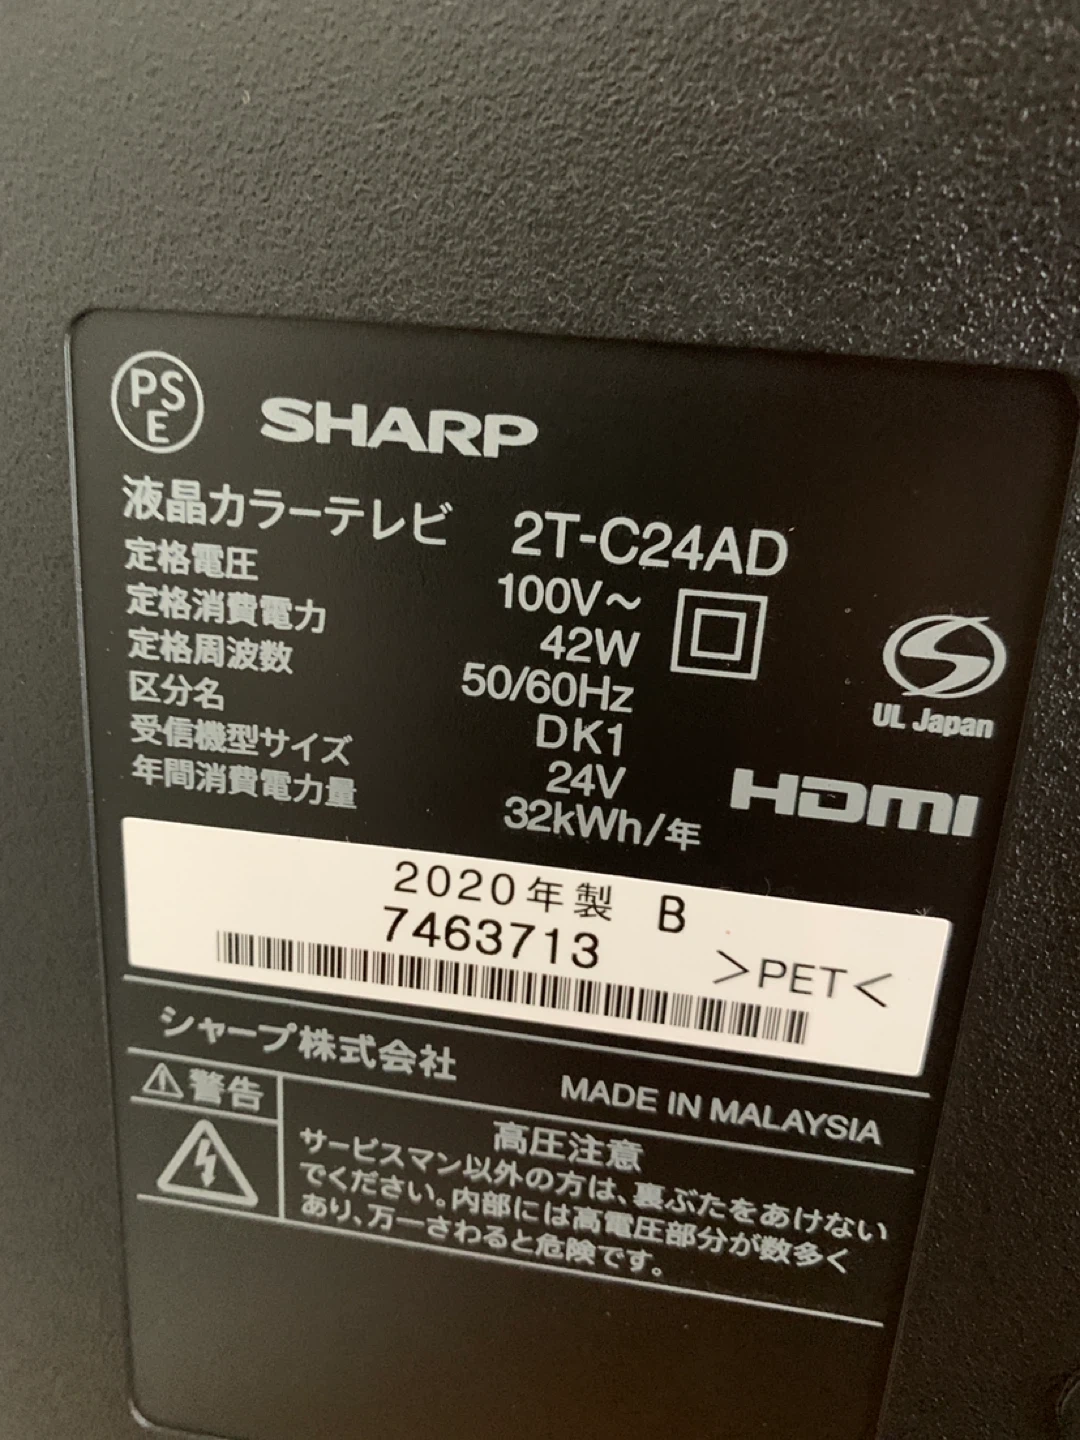 PS
E
SHARP
液晶カラーテレビ 2T-C24AD
定格電圧 100V～
定格消費電力 42W
定格周波数 50/60Hz
区分名 DK1
受信機型サイズ 24V
年間消費電力量 32kWh/年
UL Japan
HDMI
2020年製 B
7463713
>PET<
シャープ株式会社
MADE IN MALAYSIA
警告
高圧注意
サービスマン以外の方は、裏ぶたをあけない
でください。内部には高電圧部分が数多く
あり、万一さわると危険です。